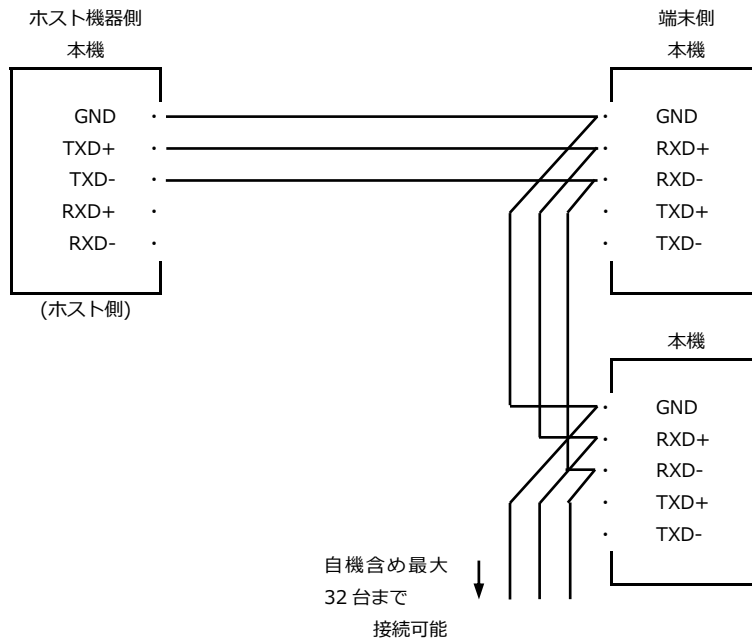 ホスト機器側
本機
GND
TXD+
TXD-
RXD+
RXD-
(ホスト側)
端末側
本機
GND
RXD+
RXD-
TXD+
TXD-
本機
GND
RXD+
RXD-
TXD+
TXD-
自機含め最大
32 台まで
接続可能